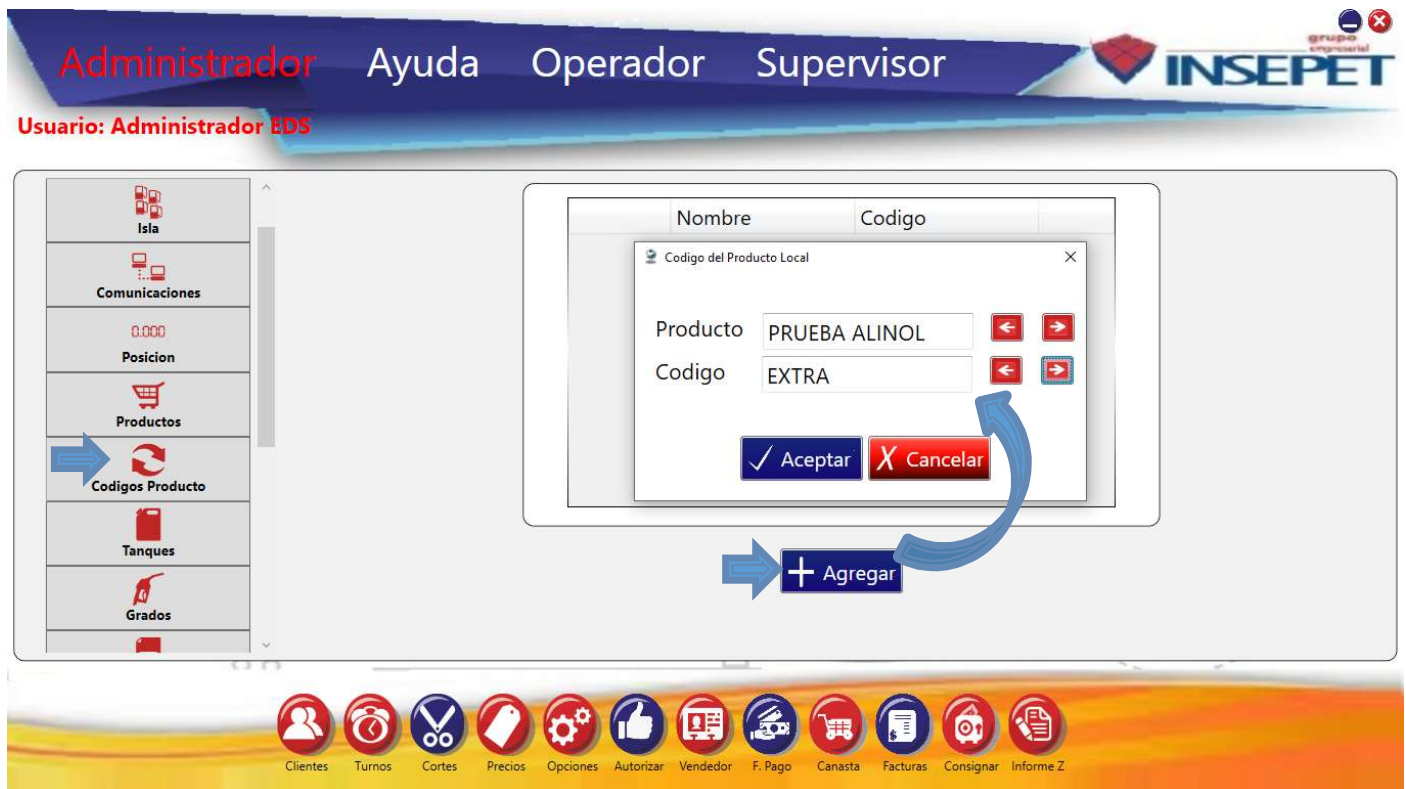 Administrador Ayuda Operador Supervisor
grupo
empresarial
INSEPET
Usuario: Administrador EDS
Isla
Comunicaciones
0.000
Posicion
Productos
Codigos Producto
Tanques
Grados
Nombre Codigo
Codigo del Producto Local
Producto PRUEBA ALINOL
Codigo EXTRA
Aceptar X Cancelar
+ Agregar
Clientes Turnos Cortes Precios Opciones Autorizar Vendedor F. Pago Canasta Facturas Consignar Informe Z